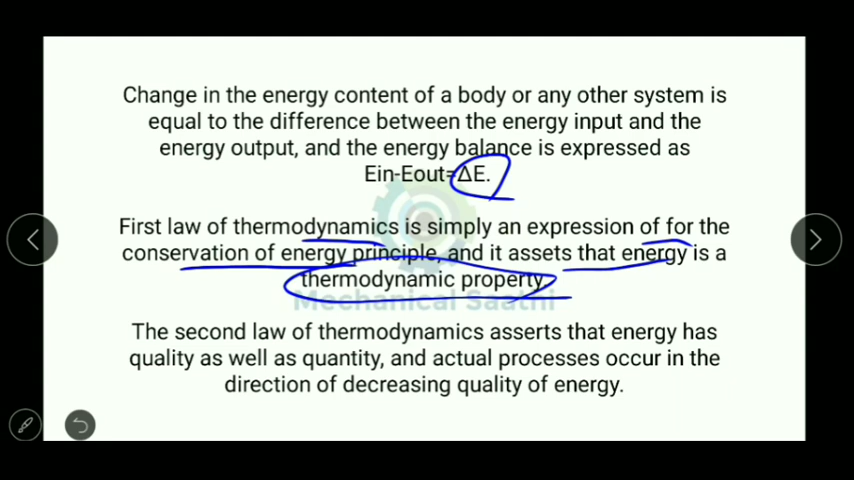 Change in the energy content of a body or any other system is
equal to the difference between the energy input and the
energy output, and the energy balance is expressed as
Ein-Eout=ΔE.
First law of thermodynamics is simply an expression of for the
conservation of energy principle, and it assets that energy is a
thermodynamic property.
Mechanical Saathi
The second law of thermodynamics asserts that energy has
quality as well as quantity, and actual processes occur in the
direction of decreasing quality of energy.